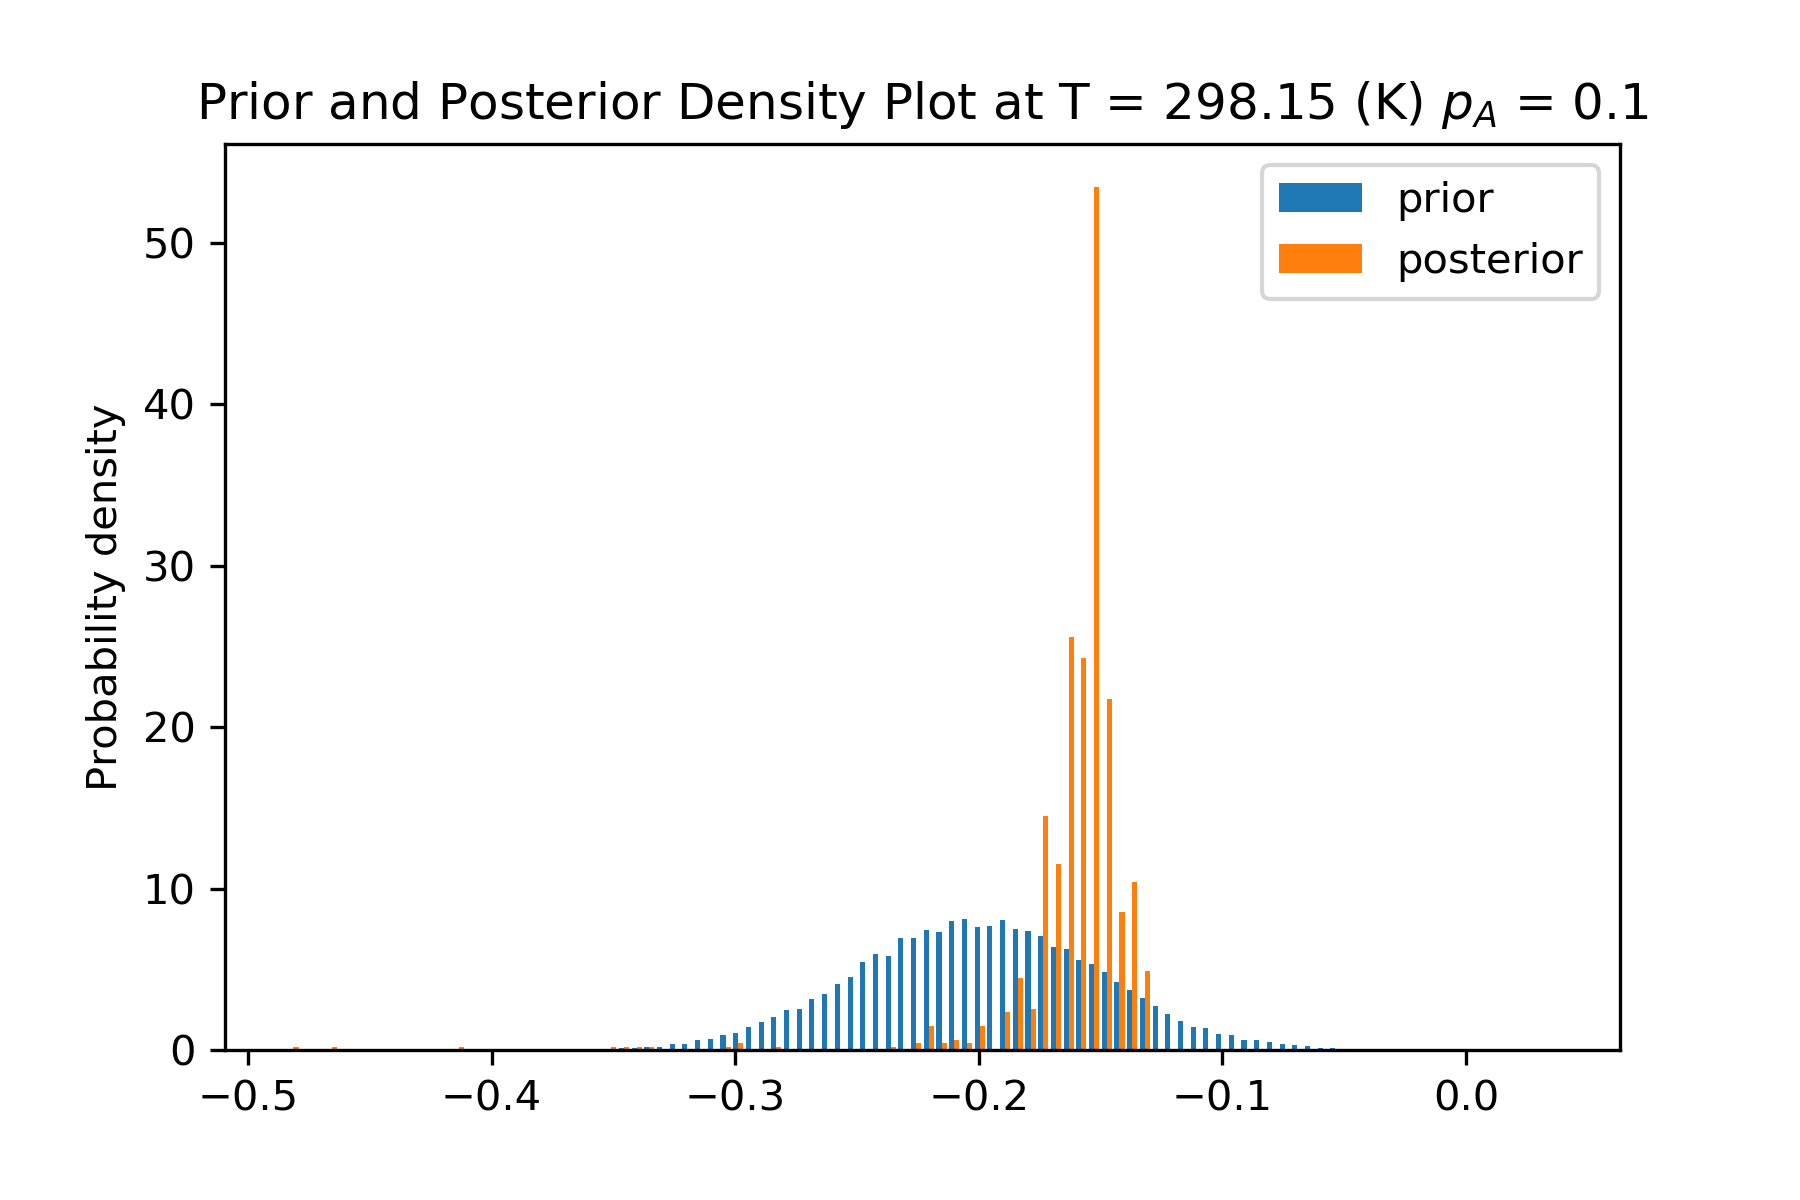 Prior and Posterior Density Plot at T = 298.15 (K) p_A = 0.1
prior
posterior
Probability density
50
40
30
20
10
0
−0.5 −0.4 −0.3 −0.2 −0.1 0.0